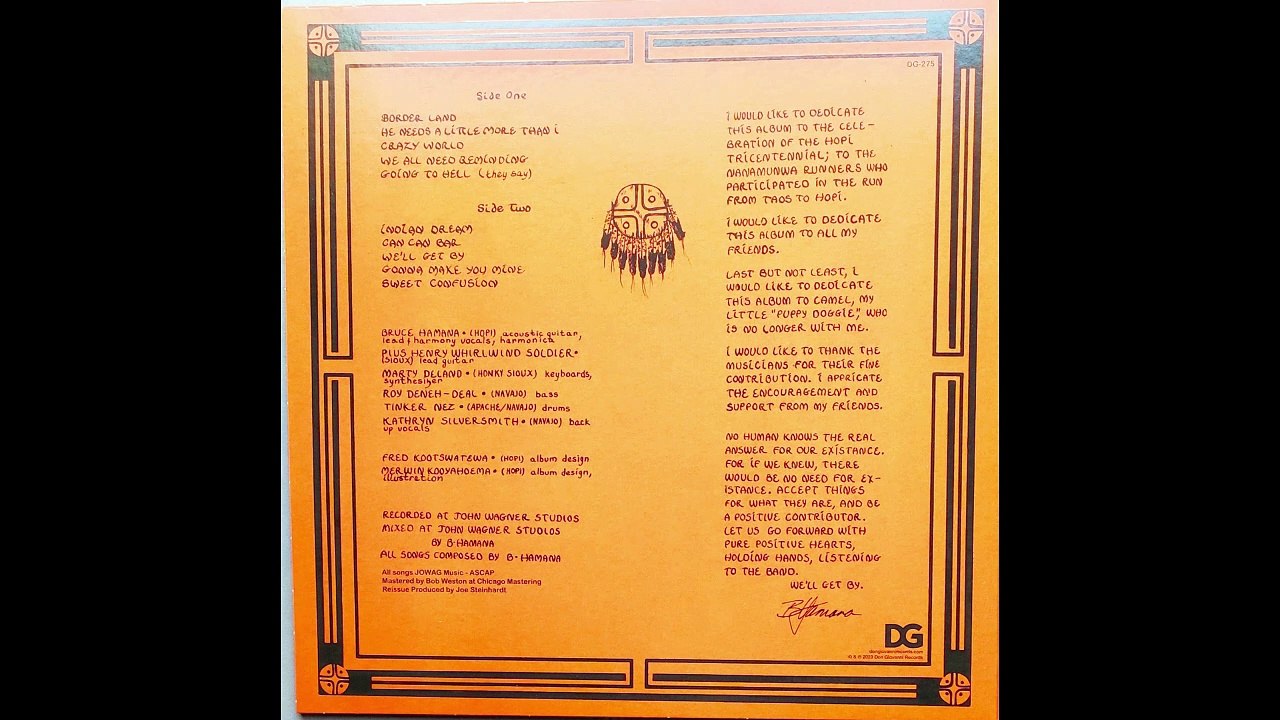 DG-275
Side One
BORDER LAND
HE NEEDS A LITTLE MORE THAN I
CRAZY WORLD
WE ALL NEED REMINDING
GOING TO HELL (they say)
Side Two
INDIAN DREAM
CAN CAN BAR
WE'LL GET BY
GONNA MAKE YOU MINE
SWEET CONFUSION
BRUCE HAMANA • (HOPI) acoustic guitar,
lead & harmony vocals, harmonica
PIUS HENRY WHIRLWIND SOLDIER •
(SIOUX) lead guitar
MARTY DELAND • (HONKY SIOUX) keyboards,
synthesizer
ROY DENEH-DEAL • (NAVAJO) bass
TINKER NEZ • (APACHE/NAVAJO) drums
KATHRYN SILVERSMITH • (NAVAJO) back
up vocals
FRED KOOTSWATEWA • (HOPI) album design
MERWIN KOOYAHOEMA • (HOPI) album design,
illustretion
RECORDED AT JOHN WAGNER STUDIOS
MIXED AT JOHN WAGNER STUDIOS
BY B-HAMANA
ALL SONGS COMPOSED BY B-HAMANA
All songs JOWAG Music - ASCAP
Mastered by Bob Weston at Chicago Mastering
Reissue Produced by Joe Steinhardt
I WOULD LIKE TO DEDICATE
THIS ALBUM TO THE CELE-
BRATION OF THE HOPI
TRICENTENNIAL; TO THE
NANAMUNWA RUNNERS WHO
PARTICIPATED IN THE RUN
FROM TAOS TO HOPI.
I WOULD LIKE TO DEDICATE
THIS ALBUM TO ALL MY
FRIENDS.
LAST BUT NOT LEAST, I
WOULD LIKE TO DEDICATE
THIS ALBUM TO CAMEL, MY
LITTLE "PUPPY DOGGIE", WHO
IS NO LONGER WITH ME.
I WOULD LIKE TO THANK THE
MUSICIANS FOR THEIR FINE
CONTRIBUTION. I APPRICATE
THE ENCOURAGEMENT AND
SUPPORT FROM MY FRIENDS.
NO HUMAN KNOWS THE REAL
ANSWER FOR OUR EXISTANCE.
FOR IF WE KNEW, THERE
WOULD BE NO NEED FOR EX-
ISTANCE. ACCEPT THINGS
FOR WHAT THEY ARE, AND BE
A POSITIVE CONTRIBUTOR.
LET US GO FORWARD WITH
PURE POSITIVE HEARTS,
HOLDING HANDS, LISTENING
TO THE BAND.
WE'LL GET BY.
B Hamana
DG
dongiovannirecords.com
© & ℗ 2023 Don Giovanni Records